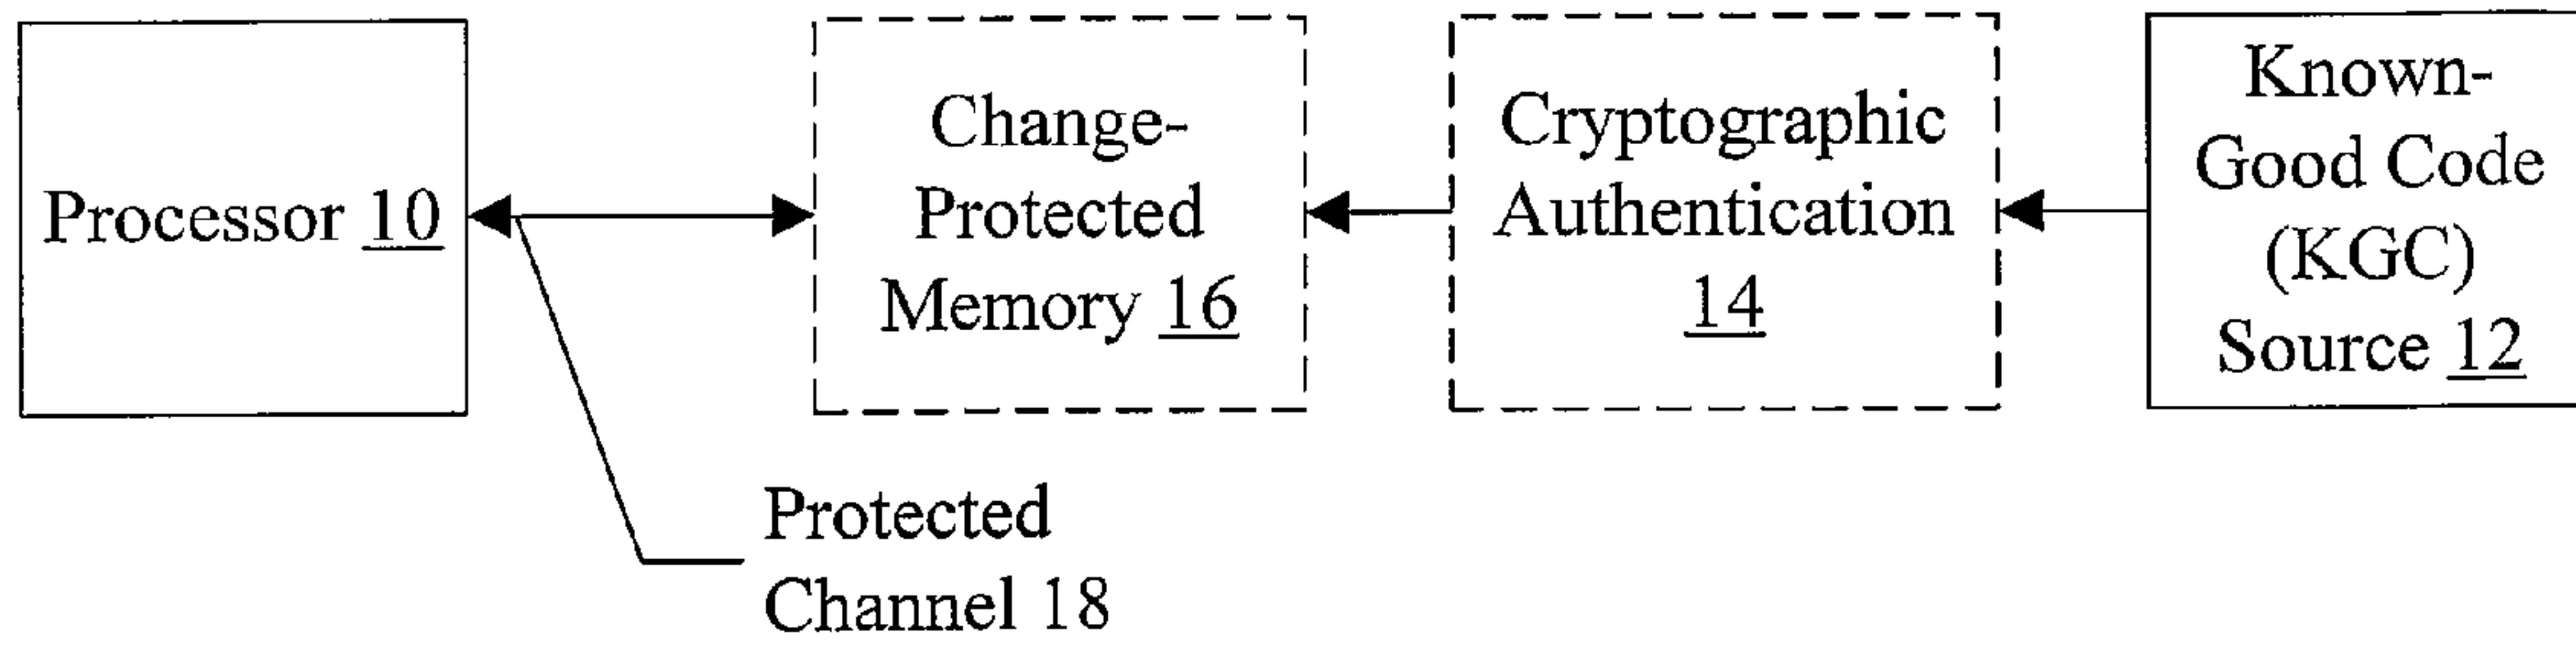 Processor 10
Change-
Protected
Memory 16
Cryptographic
Authentication
14
Known-
Good Code
(KGC)
Source 12
Protected
Channel 18